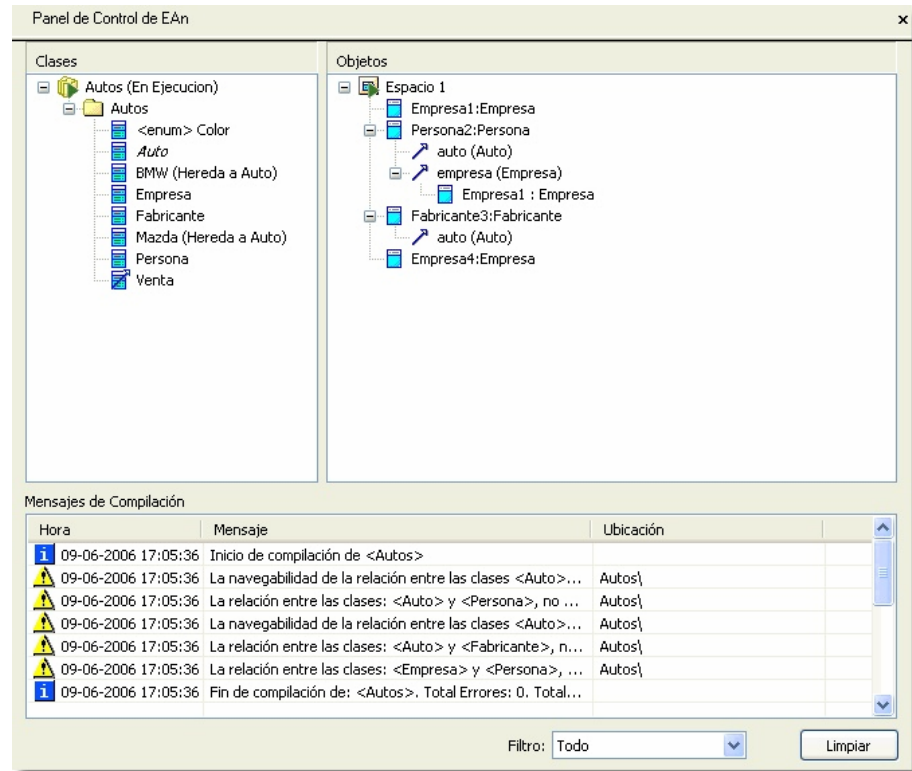 Panel de Control de EAn
Clases
Autos (En Ejecucion)
Autos
<enum> Color
Auto
BMW (Hereda a Auto)
Empresa
Fabricante
Mazda (Hereda a Auto)
Persona
Venta
Objetos
Espacio 1
Empresa1:Empresa
Persona2:Persona
auto (Auto)
empresa (Empresa)
Empresa1 : Empresa
Fabricante3:Fabricante
auto (Auto)
Empresa4:Empresa
Mensajes de Compilación
Hora Mensaje Ubicación
09-06-2006 17:05:36 Inicio de compilación de <Autos>
09-06-2006 17:05:36 La navegabilidad de la relación entre las clases <Auto>... Autos\
09-06-2006 17:05:36 La relación entre las clases: <Auto> y <Persona>, no ... Autos\
09-06-2006 17:05:36 La navegabilidad de la relación entre las clases <Auto>... Autos\
09-06-2006 17:05:36 La relación entre las clases: <Auto> y <Fabricante>, n... Autos\
09-06-2006 17:05:36 La relación entre las clases: <Empresa> y <Persona>, ... Autos\
09-06-2006 17:05:36 Fin de compilación de: <Autos>. Total Errores: 0. Total...
Filtro: Todo Limpiar